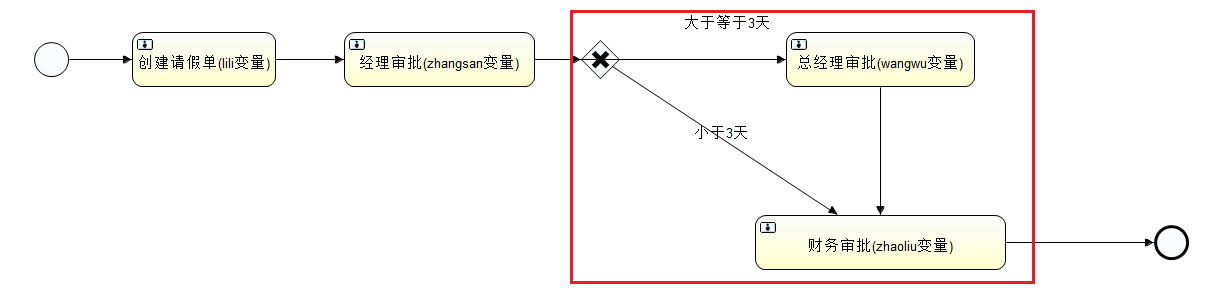 大于等于3天
创建请假单(lili变量)
经理审批(zhangsan变量)
总经理审批(wangwu变量)
小于3天
财务审批(zhaoliu变量)